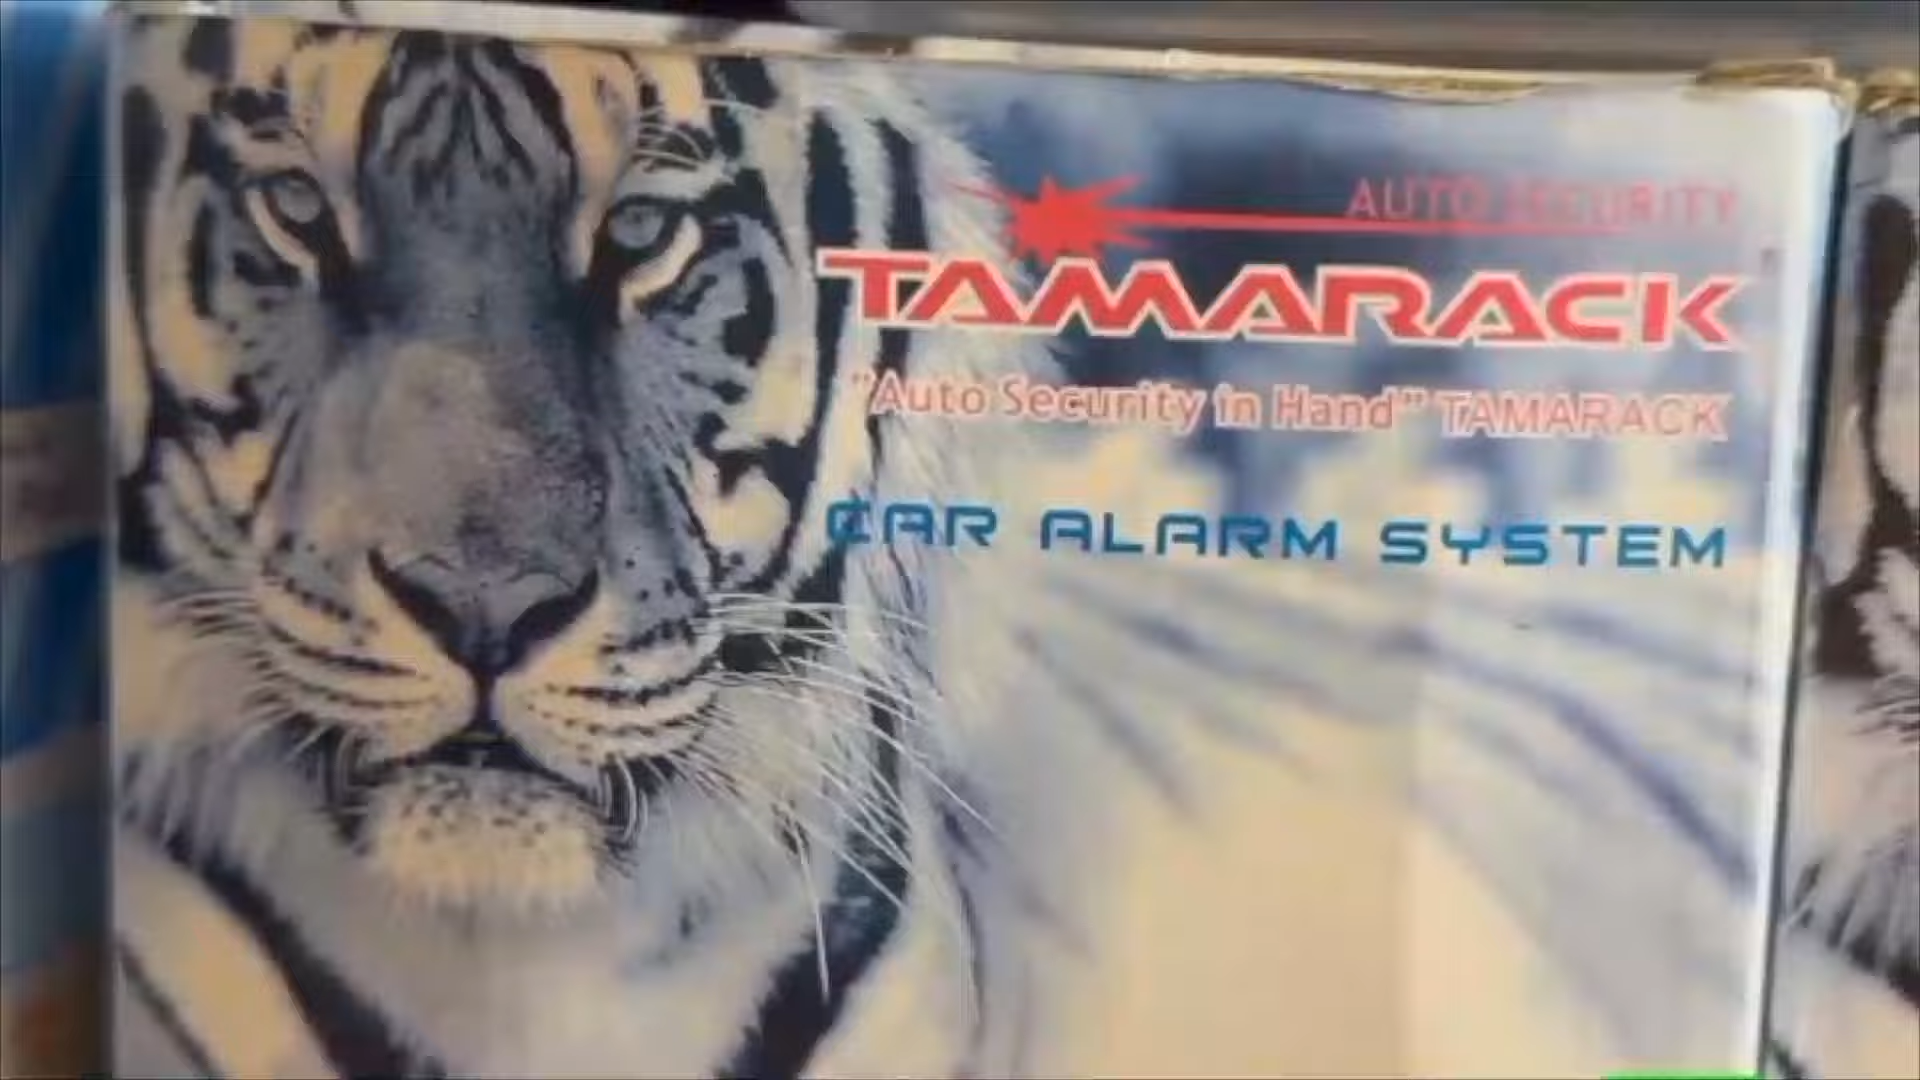 AUTO SECURITY
TAMARACK
"Auto Security in Hand" TAMARACK
CAR ALARM SYSTEM